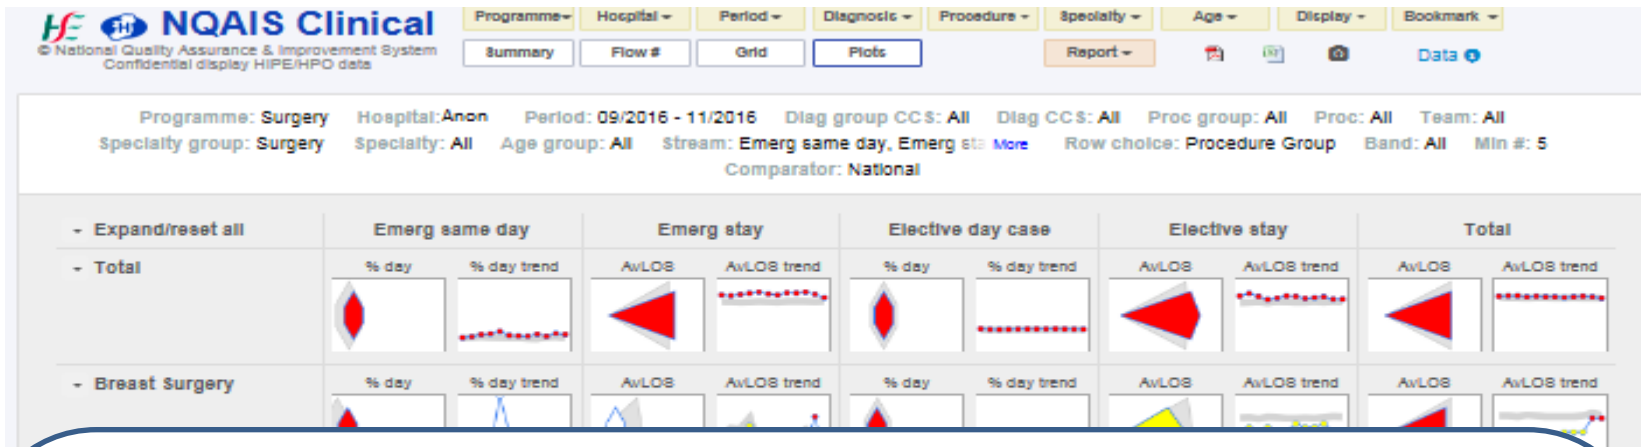 NQAIS Clinical
© National Quality Assurance & Improvement System
Confidential display HIPE/HPO data
Programme Hospital Period Diagnosis Procedure Specialty Age Display Bookmark
Summary Flow # Grid Plots Report Data
Programme: Surgery Hospital:Anon Period: 09/2016 - 11/2016 Diag group CCS: All Diag CCS: All Proc group: All Proc: All Team: All
Specialty group: Surgery Specialty: All Age group: All Stream: Emerg same day, Emerg sta More Row choice: Procedure Group Band: All Min #: 5
Comparator: National
Expand/reset all Emerg same day Emerg stay Elective day case Elective stay Total
Total % day % day trend AvLOS AvLOS trend % day % day trend AvLOS AvLOS trend AvLOS AvLOS trend
Breast Surgery % day % day trend AvLOS AvLOS trend % day % day trend AvLOS AvLOS trend AvLOS AvLOS trend